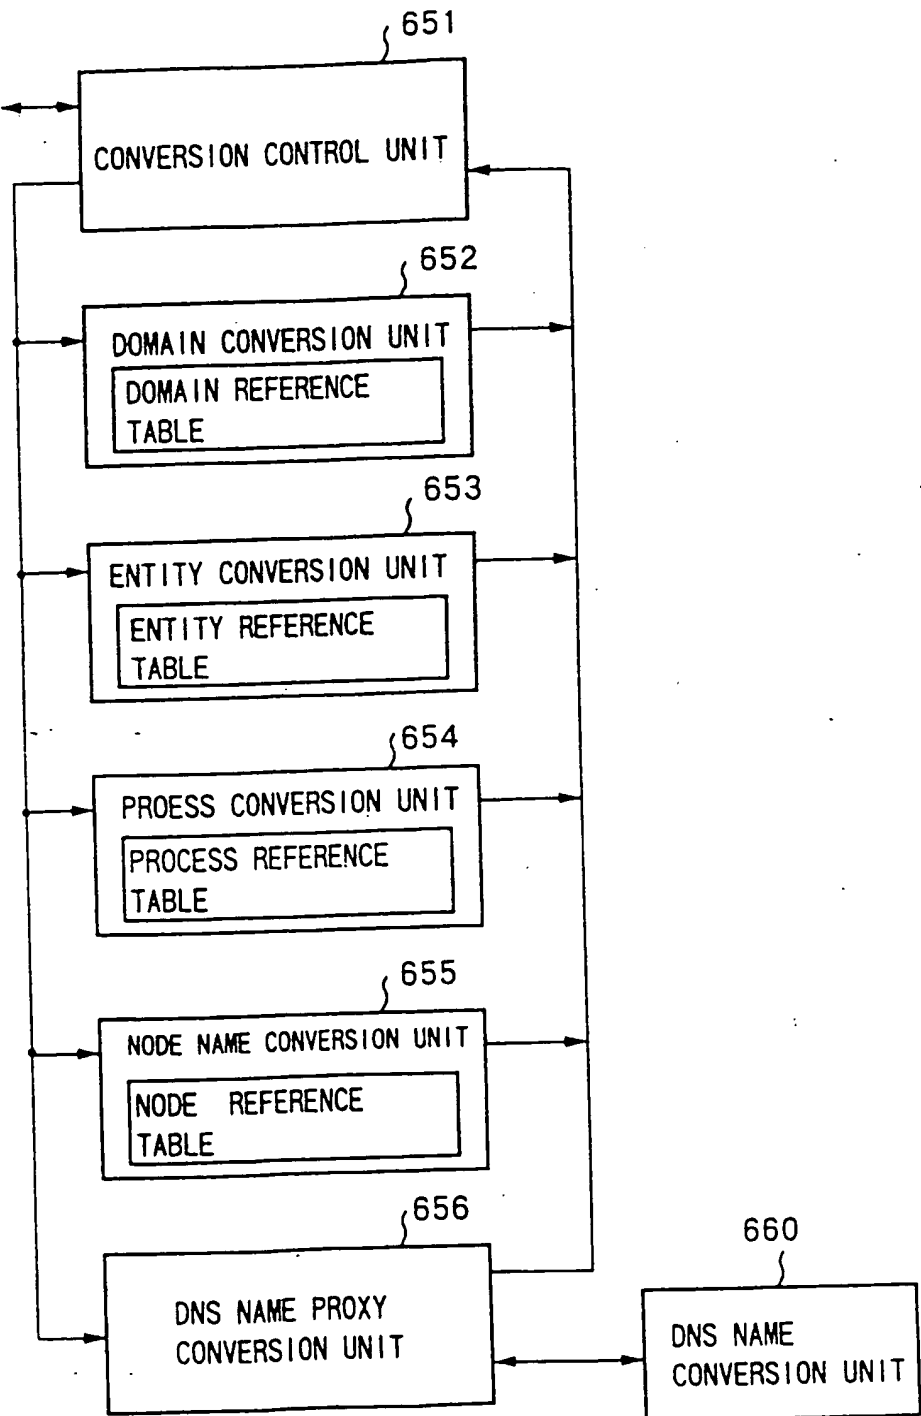 651
CONVERSION CONTROL UNIT
652
DOMAIN CONVERSION UNIT
DOMAIN REFERENCE
TABLE
653
ENTITY CONVERSION UNIT
ENTITY REFERENCE
TABLE
654
PROESS CONVERSION UNIT
PROCESS REFERENCE
TABLE
655
NODE NAME CONVERSION UNIT
NODE REFERENCE
TABLE
656
DNS NAME PROXY
CONVERSION UNIT
660
DNS NAME
CONVERSION UNIT